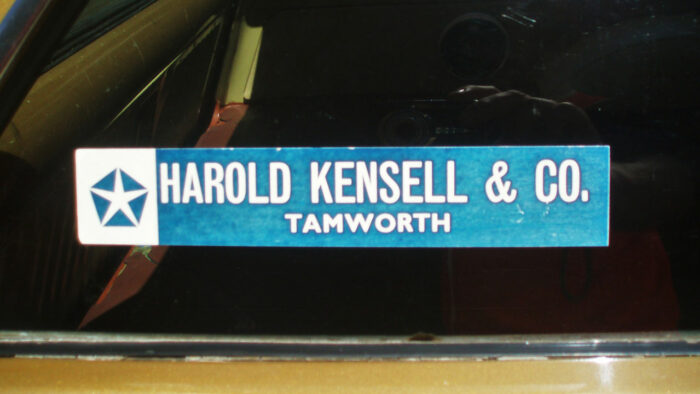 HAROLD KENSELL & CO.
TAMWORTH